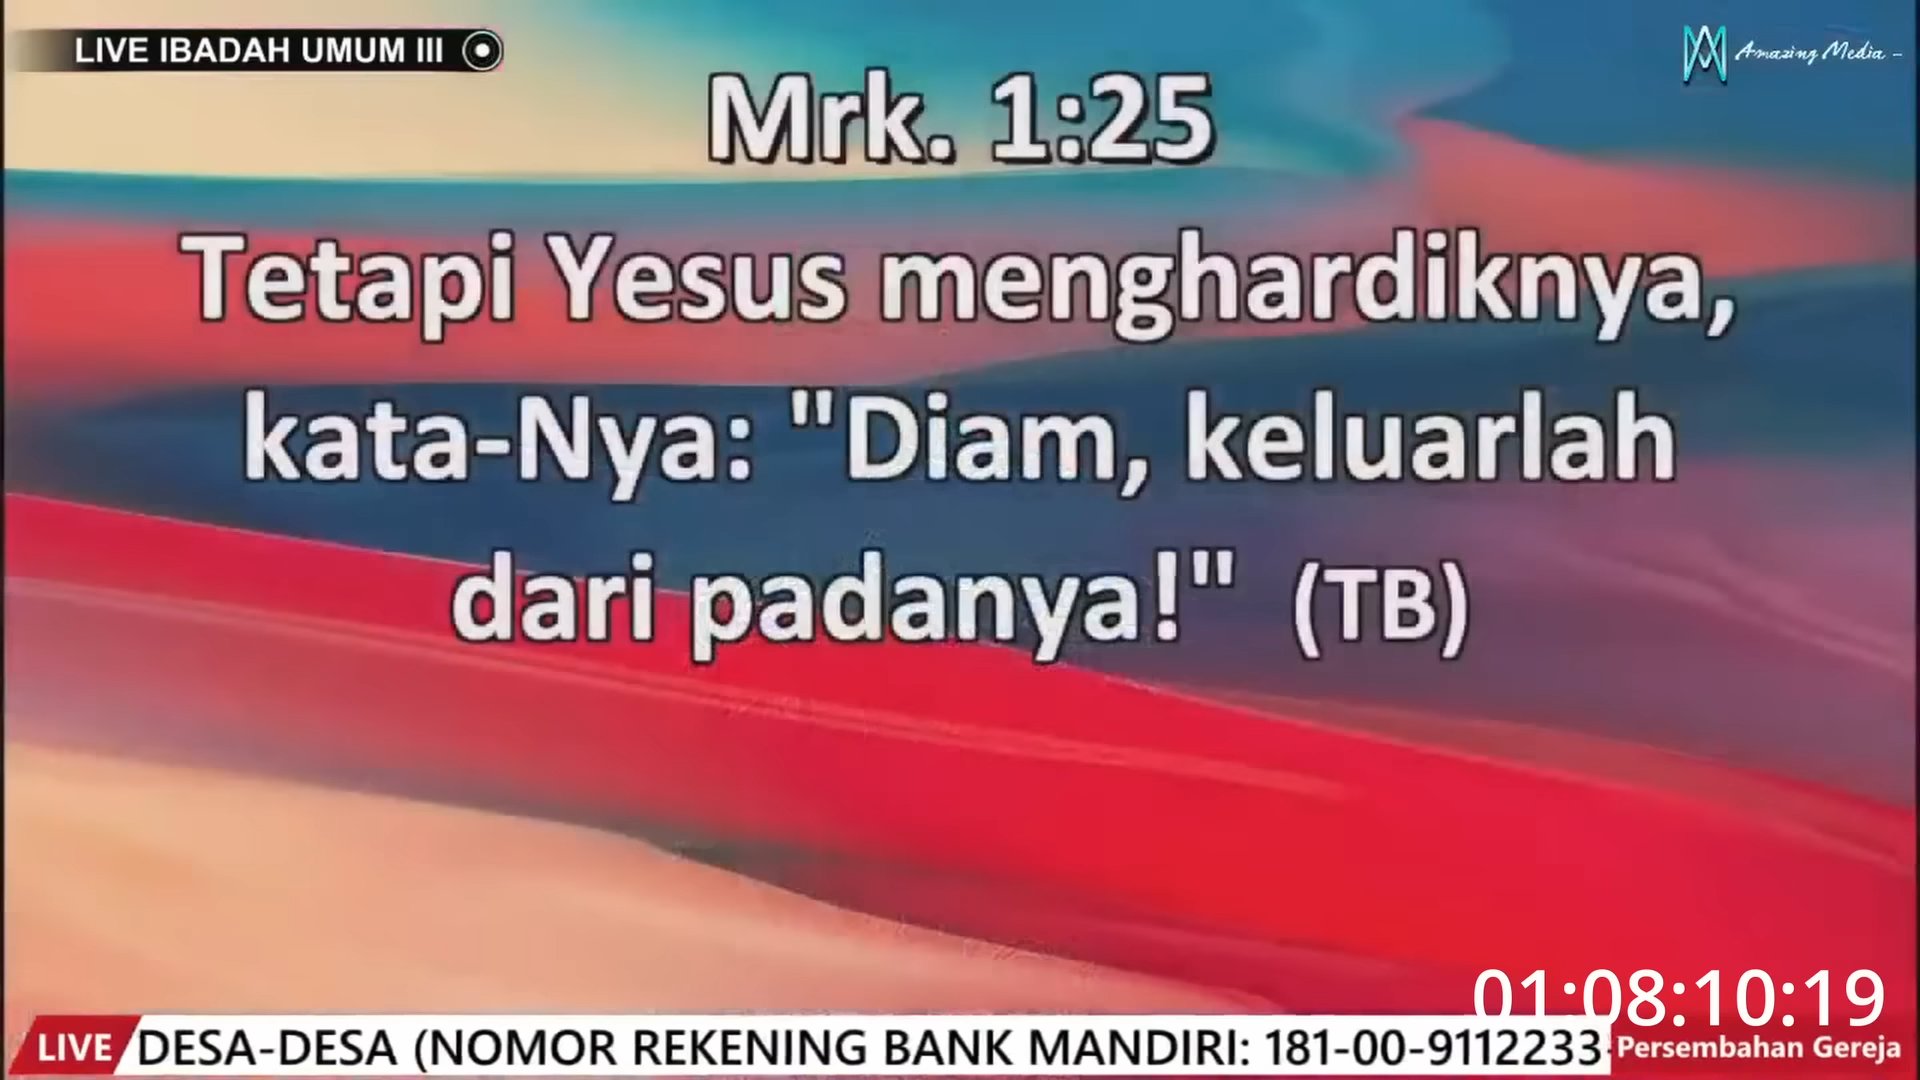 LIVE IBADAH UMUM III
Amazing Media -
Mrk. 1:25
Tetapi Yesus menghardiknya,
kata-Nya: "Diam, keluarlah
dari padanya!" (TB)
01:08:10:19
LIVE DESA-DESA (NOMOR REKENING BANK MANDIRI: 181-00-9112233 Persembahan Gereja